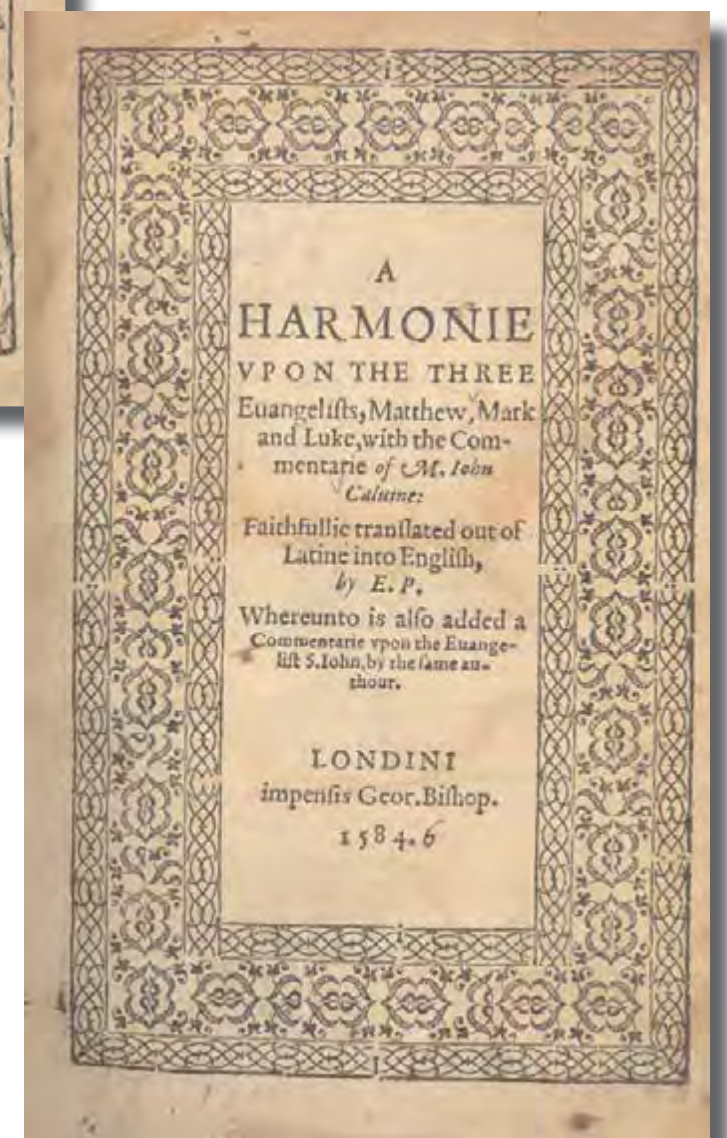 A
HARMONIE
VPON THE THREE
Euangelists, Matthew, Mark
and Luke, with the Com-
mentarie of M. Iohn
Caluine:
Faithfullie translated out of
Latine into English,
by E. P.
Whereunto is also added a
Commentarie vpon the Euange-
list S. Iohn, by the same au-
thour.
LONDINI
impensis Geor. Bishop.
1584. 6